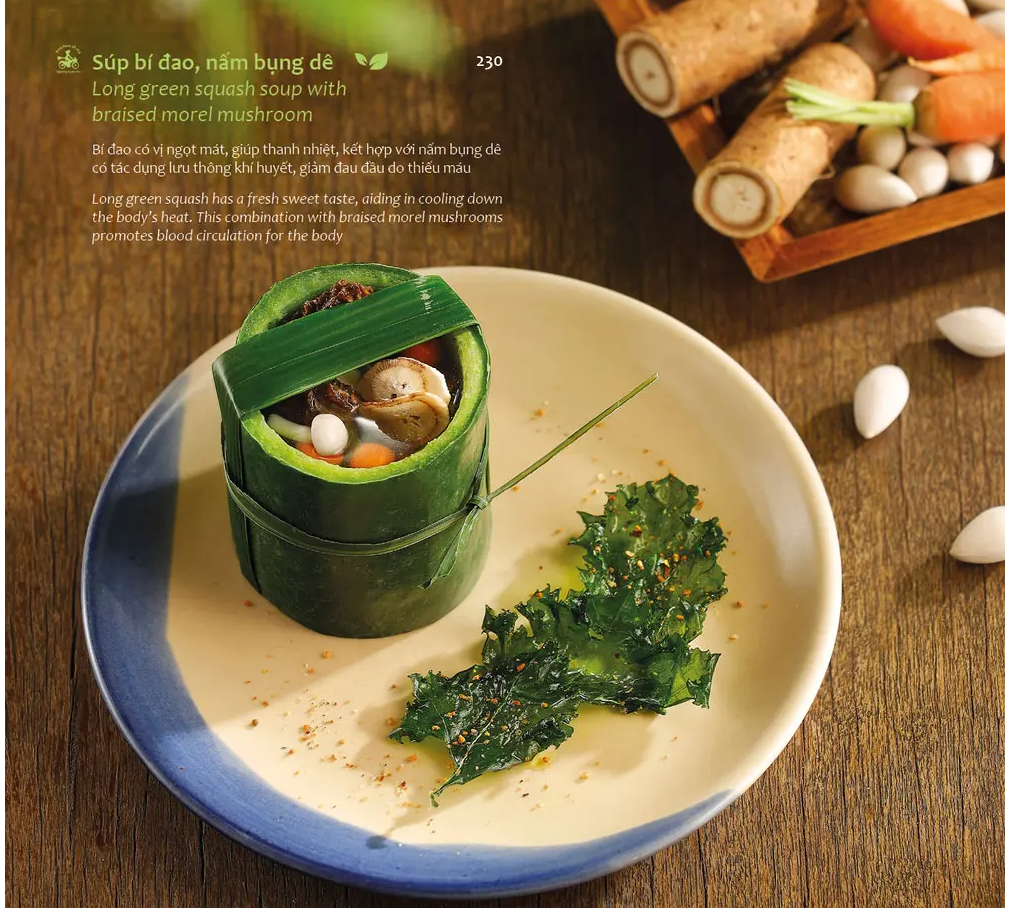 Súp bí đao, nấm bụng dê
230
Long green squash soup with
braised morel mushroom
Bí đao có vị ngọt mát, giúp thanh nhiệt, kết hợp với nấm bụng dê
có tác dụng lưu thông khí huyết, giảm đau đầu do thiếu máu
Long green squash has a fresh sweet taste, aiding in cooling down
the body's heat. This combination with braised morel mushrooms
promotes blood circulation for the body